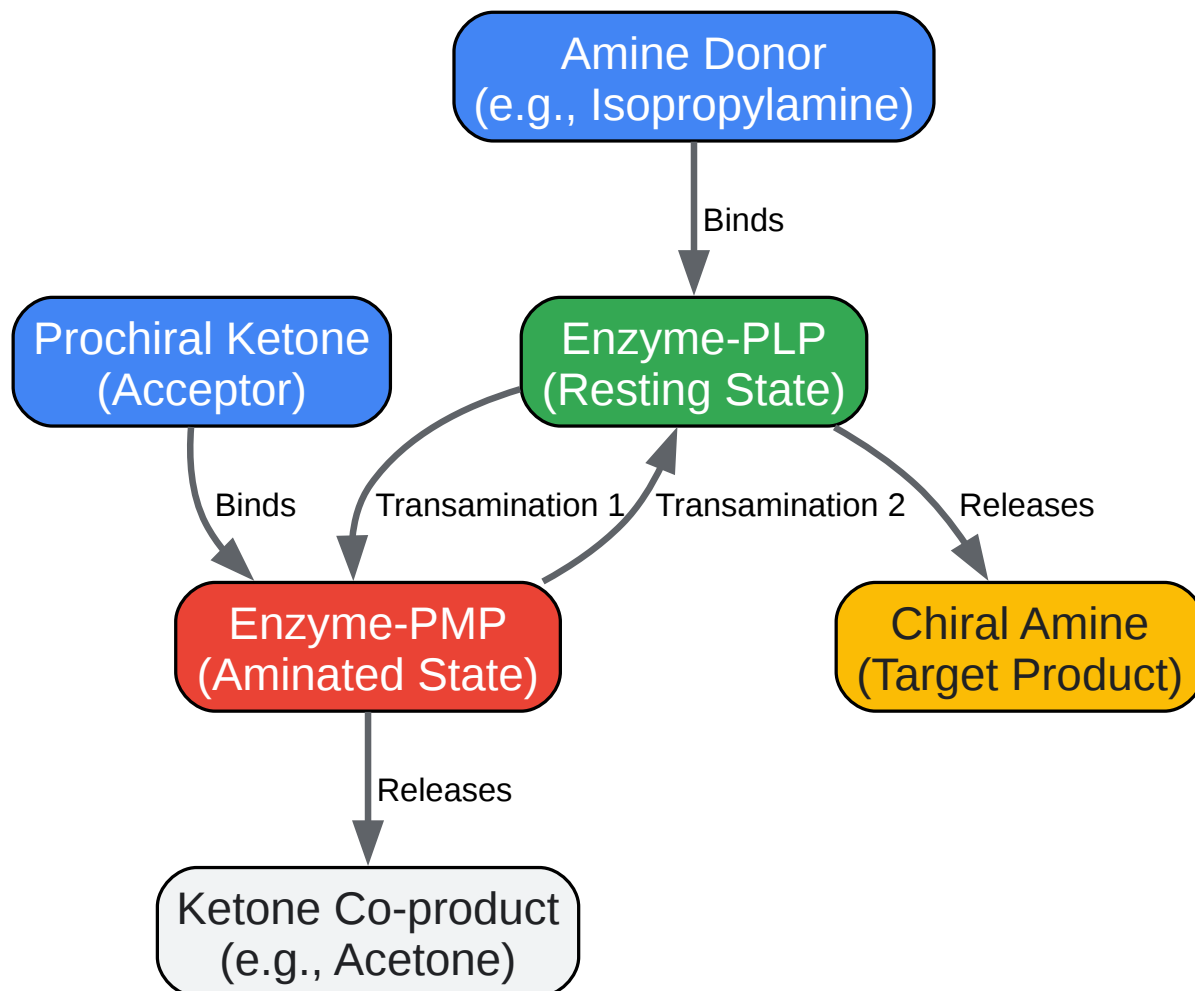 Amine Donor
(e.g., Isopropylamine)
Binds
Prochiral Ketone
(Acceptor)
Enzyme-PLP
(Resting State)
Binds
Transamination 1
Transamination 2
Releases
Enzyme-PMP
(Aminated State)
Chiral Amine
(Target Product)
Releases
Ketone Co-product
(e.g., Acetone)